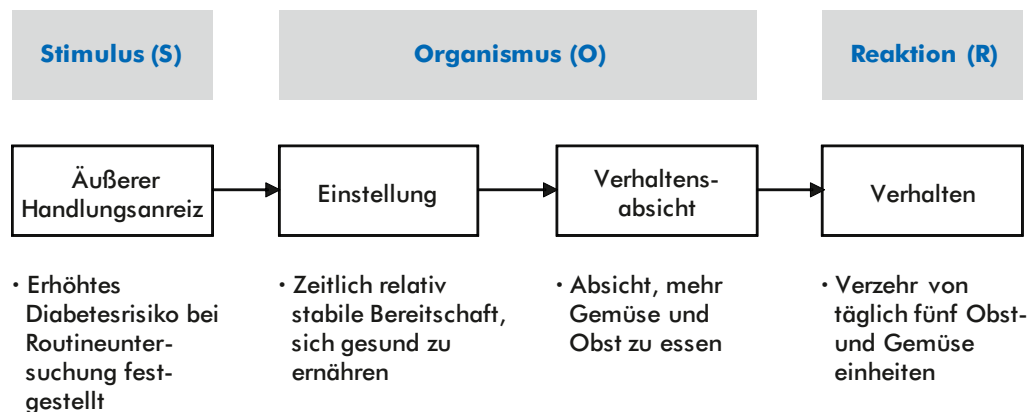 Stimulus (S)
Organismus (O)
Reaktion (R)
Äußerer
Handlungsanreiz
Einstellung
Verhaltens-
absicht
Verhalten
· Erhöhtes
Diabetesrisiko bei
Routineunter-
suchung fest-
gestellt
· Zeitlich relativ
stabile Bereitschaft,
sich gesund zu
ernähren
· Absicht, mehr
Gemüse und
Obst zu essen
· Verzehr von
täglich fünf Obst-
und Gemüse
einheiten